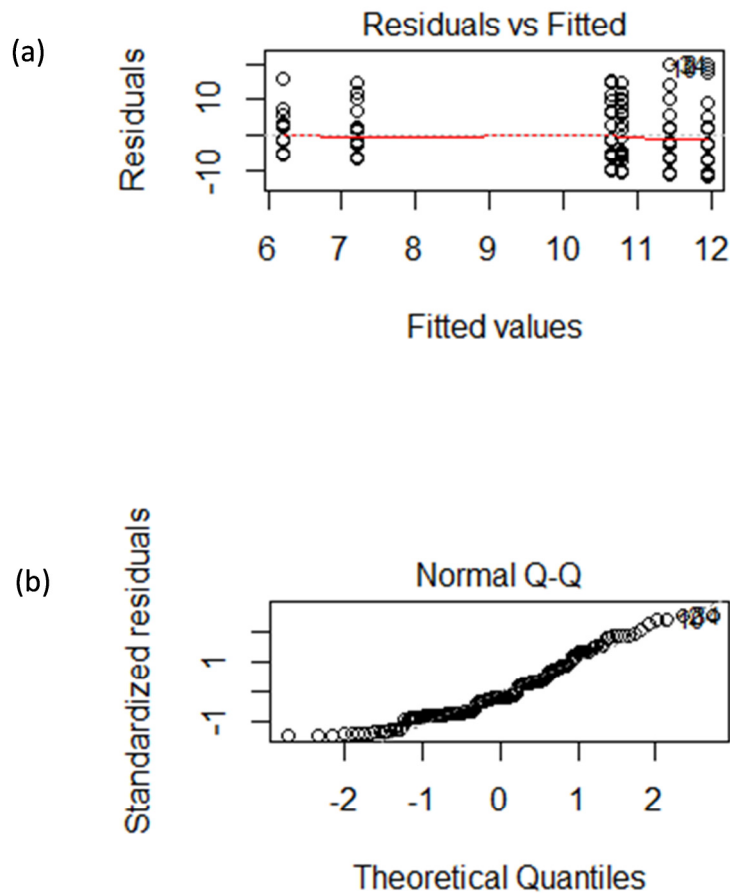 (a)
Residuals vs Fitted
Residuals
10
-10
6 7 8 9 10 11 12
Fitted values
(b)
Normal Q-Q
Standardized residuals
1
-1
-2 -1 0 1 2
Theoretical Quantiles